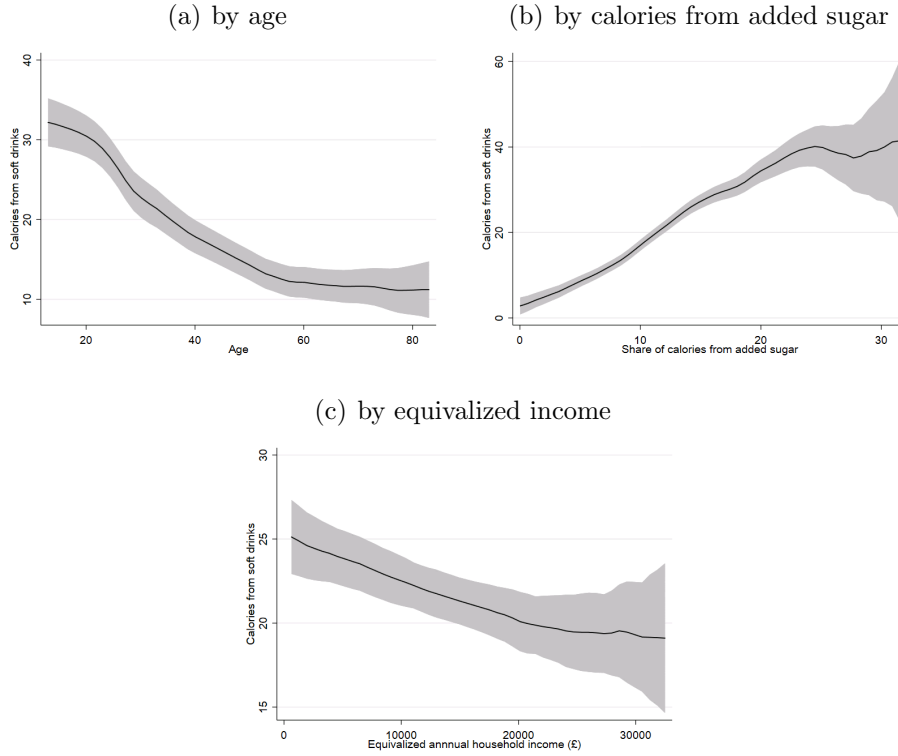 (a) by age
(b) by calories from added sugar
Calories from soft drinks
40
30
20
10
20
40
60
80
Age
Calories from soft drinks
60
40
20
0
0
10
20
30
Share of calories from added sugar
(c) by equivalized income
Calories from soft drinks
30
25
20
15
0
10000
20000
30000
Equivalized annnual household income (£)